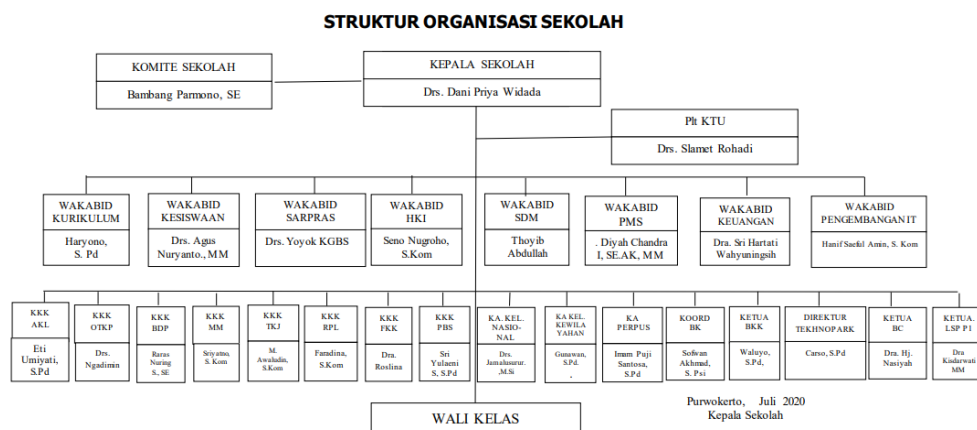 STRUKTUR ORGANISASI SEKOLAH
KOMITE SEKOLAH
Bambang Parmono, SE
KEPALA SEKOLAH
Drs. Dani Priya Widada
Plt KTU
Drs. Slamet Rohadi
WAKABID
KURIKULUM
Haryono,
S. Pd
WAKABID
KESISWAAN
Drs. Agus
Nuryanto., MM
WAKABID
SARPRAS
Drs. Yoyok KGBS
WAKABID
HKI
Seno Nugroho,
S.Kom
WAKABID
SDM
Thoyib
Abdullah
WAKABID
PMS
. Diyah Chandra
I, SE.AK, MM
WAKABID
KEUANGAN
Dra. Sri Hartati
Wahyuningsih
WAKABID
PENGEMBANGAN IT
Hanif Saeful Amin, S. Kom
KKK
AKL
Eti
Umiyati,
S.Pd
KKK
OTKP
Drs.
Ngadimin
KKK
BDP
Raras
Nuring
S., SE
KKK
MM
Sriyatno,
S. Kom
KKK
TKJ
M.
Awaludin,
S.Kom
KKK
RPL
Faradina,
S.Kom
KKK
FKK
Dra.
Roslina
KKK
PBS
Sri
Yulaeni
S, S.Pd
KA. KEL.
NASIO-
NAL
Drs.
Jamalusurur.
,M.Si
KA KEL.
KEWILA
YAHAN
Gunawan,
S.Pd.
.
KA
PERPUS
Imam Puji
Santosa,
S.Pd
KOORD
BK
Sofwan
Akhmad,
S. Psi
KETUA
BKK
Waluyo,
S.Pd,
DIREKTUR
TEKHNOPARK
Carso, S.Pd
KETUA
BC
Dra. Hj.
Nasiyah
KETUA.
LSP P1
Dra
Kisdarwati
MM
WALI KELAS
Purwokerto, Juli 2020
Kepala Sekolah